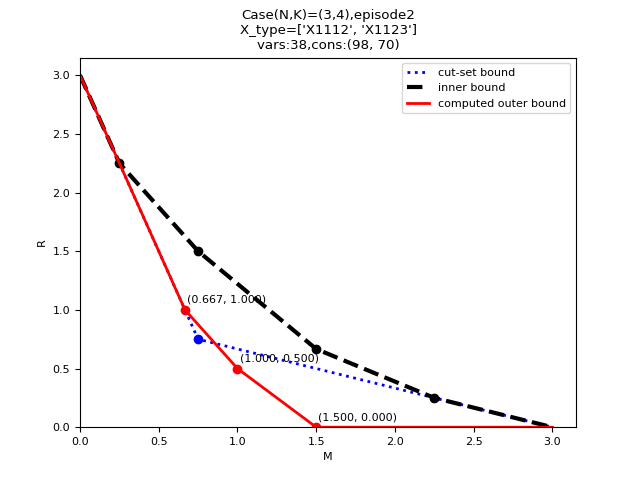 Case(N,K)=(3,4),episode2
X_type=['X1112', 'X1123']
vars:38,cons:(98, 70)
cut-set bound
inner bound
computed outer bound
R
3.0
2.5
2.0
1.5
1.0
0.5
0.0
(0.667, 1.000)
(1.000, 0.500)
(1.500, 0.000)
0.0 0.5 1.0 1.5 2.0 2.5 3.0
M